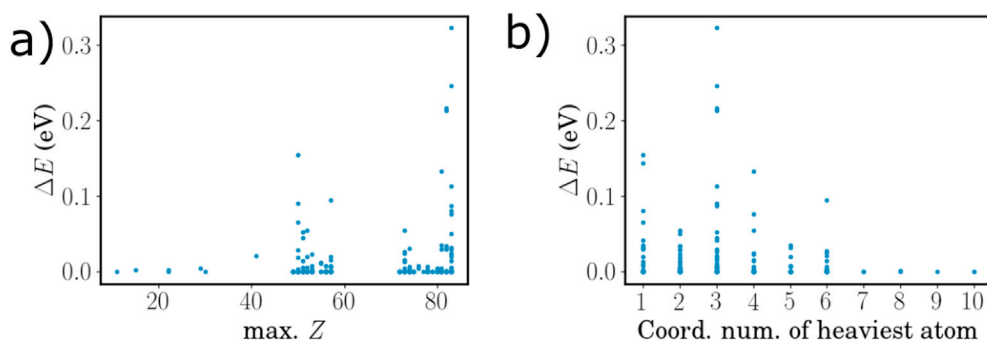 a)
0.3
0.2
0.1
0.0
ΔE (eV)
20 40 60 80
max. Z
b)
0.3
0.2
0.1
0.0
ΔE (eV)
1 2 3 4 5 6 7 8 9 10
Coord. num. of heaviest atom